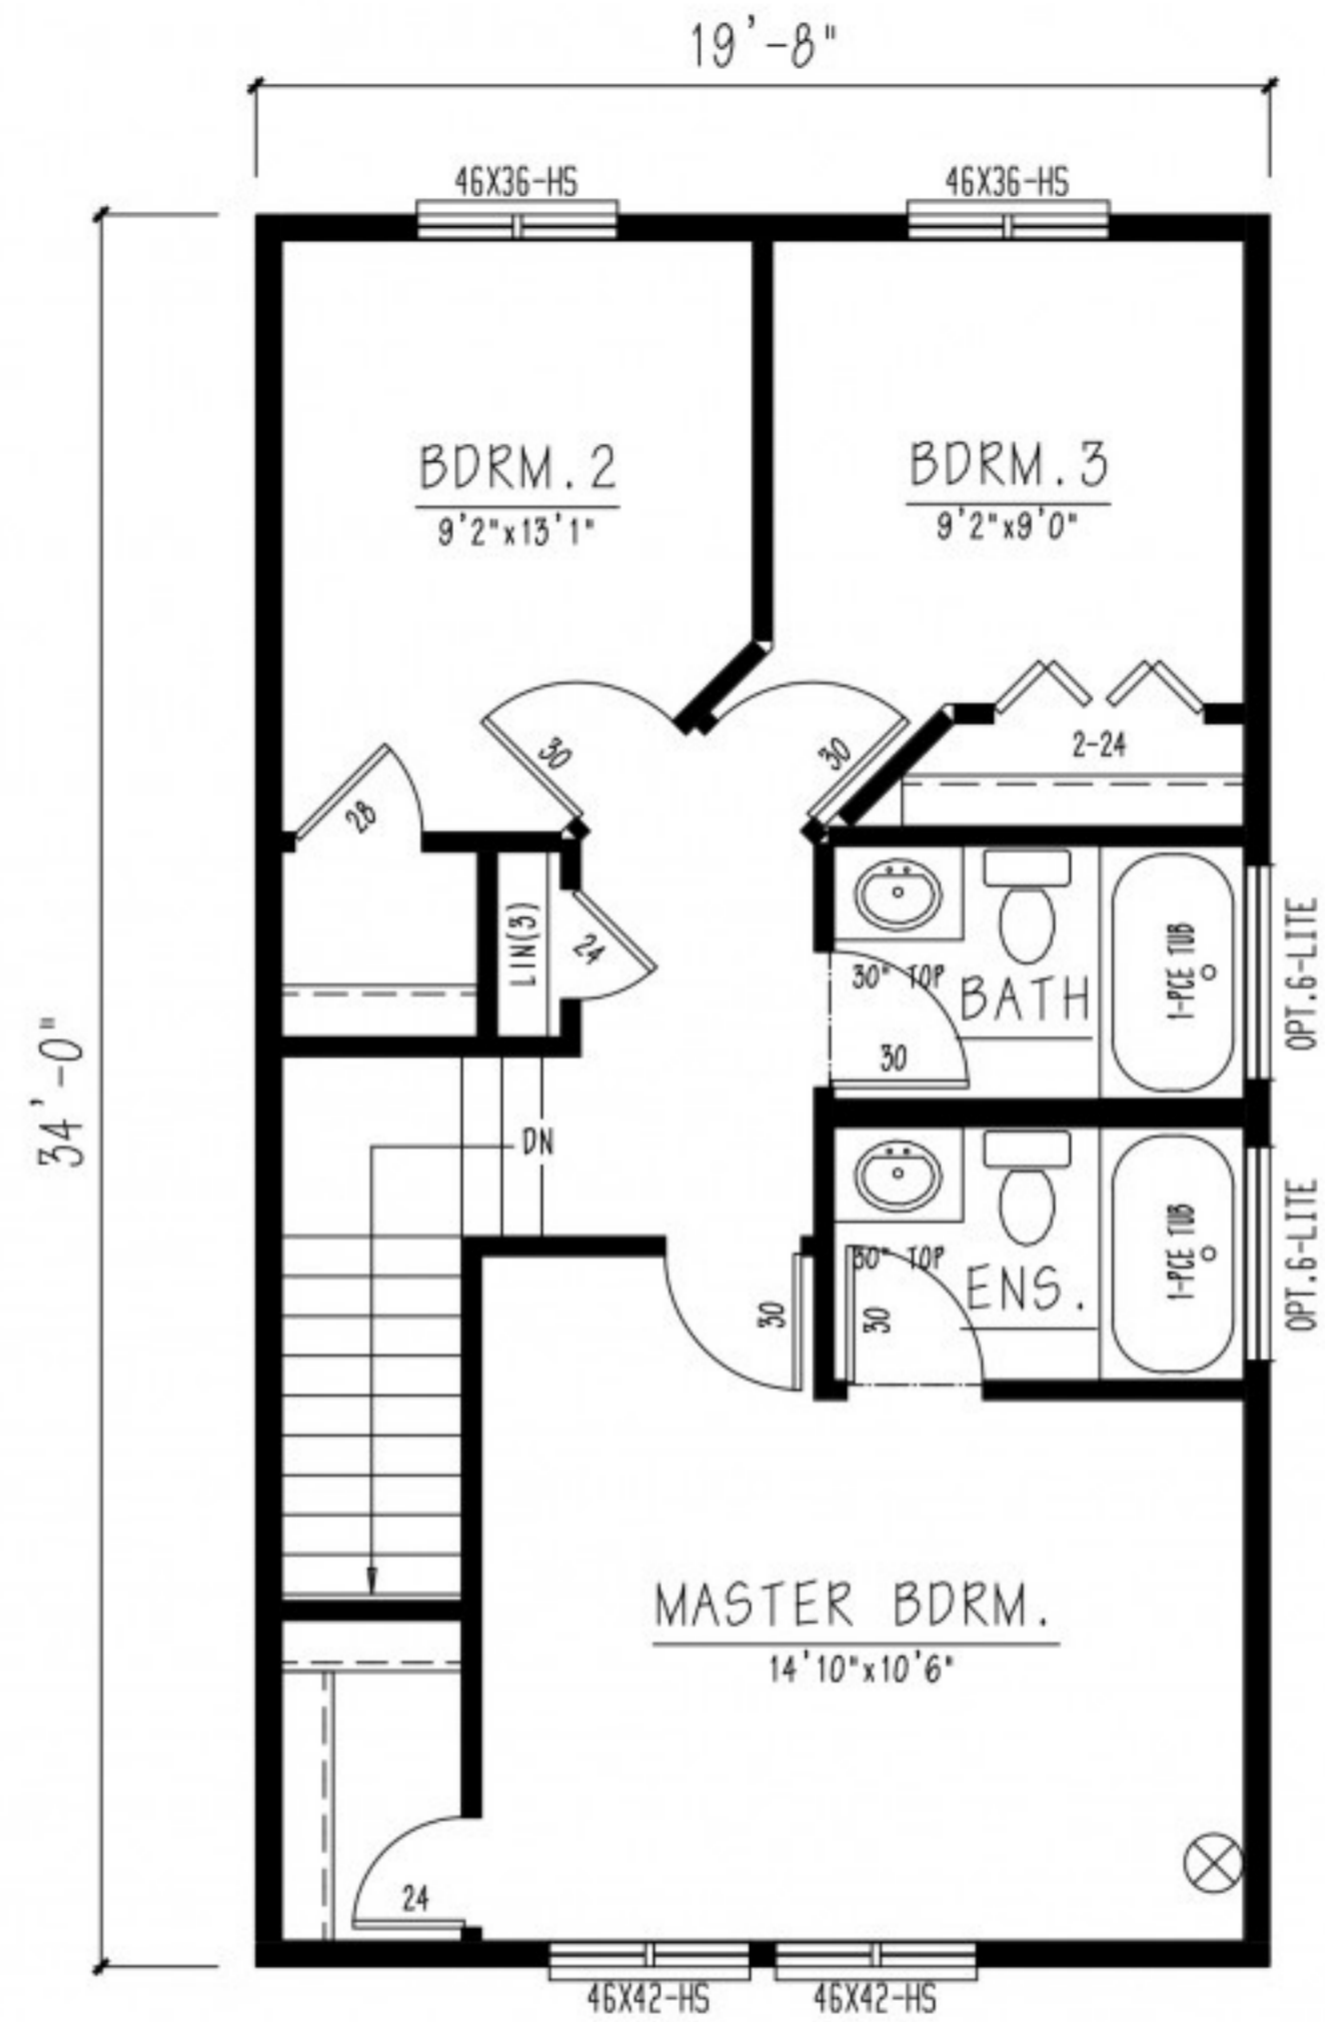 19'-8"
46X36-HS
46X36-HS
BDRM.2
9'2"x13'1"
BDRM.3
9'2"x9'0"
30
30
28
2-24
LIN(3)
24
30" TOP
BATH
30
1-PCE TUB
OPT.6-LITE
34'-0"
DN
30" TOP
ENS.
30
30
1-PCE TUB
OPT.6-LITE
MASTER BDRM.
14'10"x10'6"
24
46X42-HS
46X42-HS